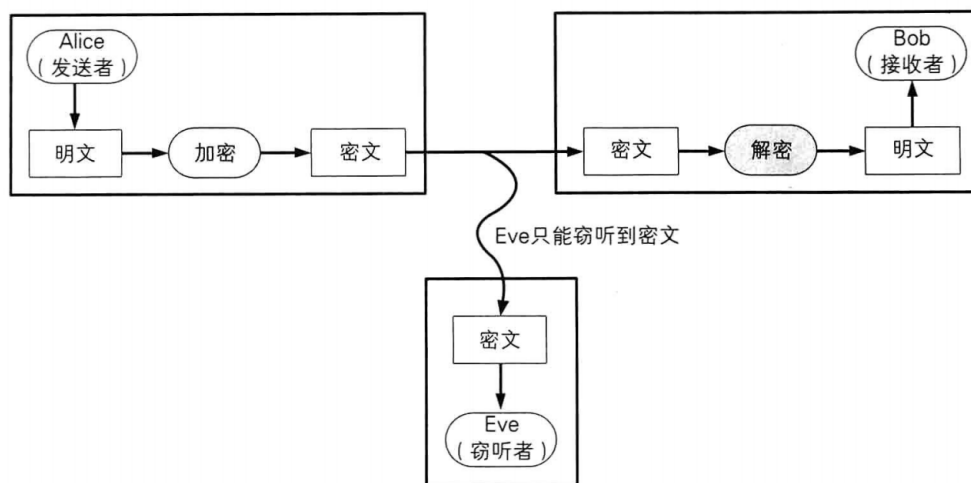 Alice
（发送者）
明文
加密
密文
Bob
（接收者）
密文
解密
明文
Eve只能窃听到密文
密文
Eve
（窃听者）